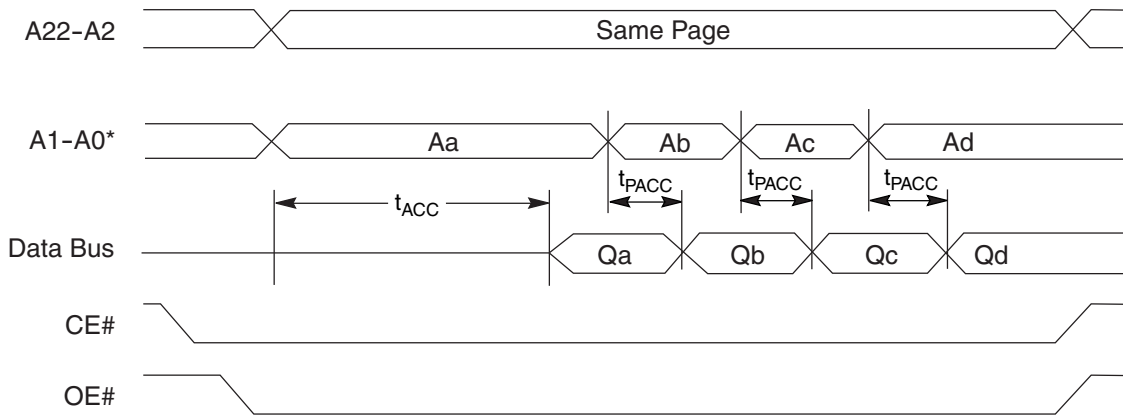 A22-A2 Same Page
A1-A0* Aa Ab Ac Ad
tACC tPACC tPACC tPACC
Data Bus Qa Qb Qc Qd
CE#
OE#